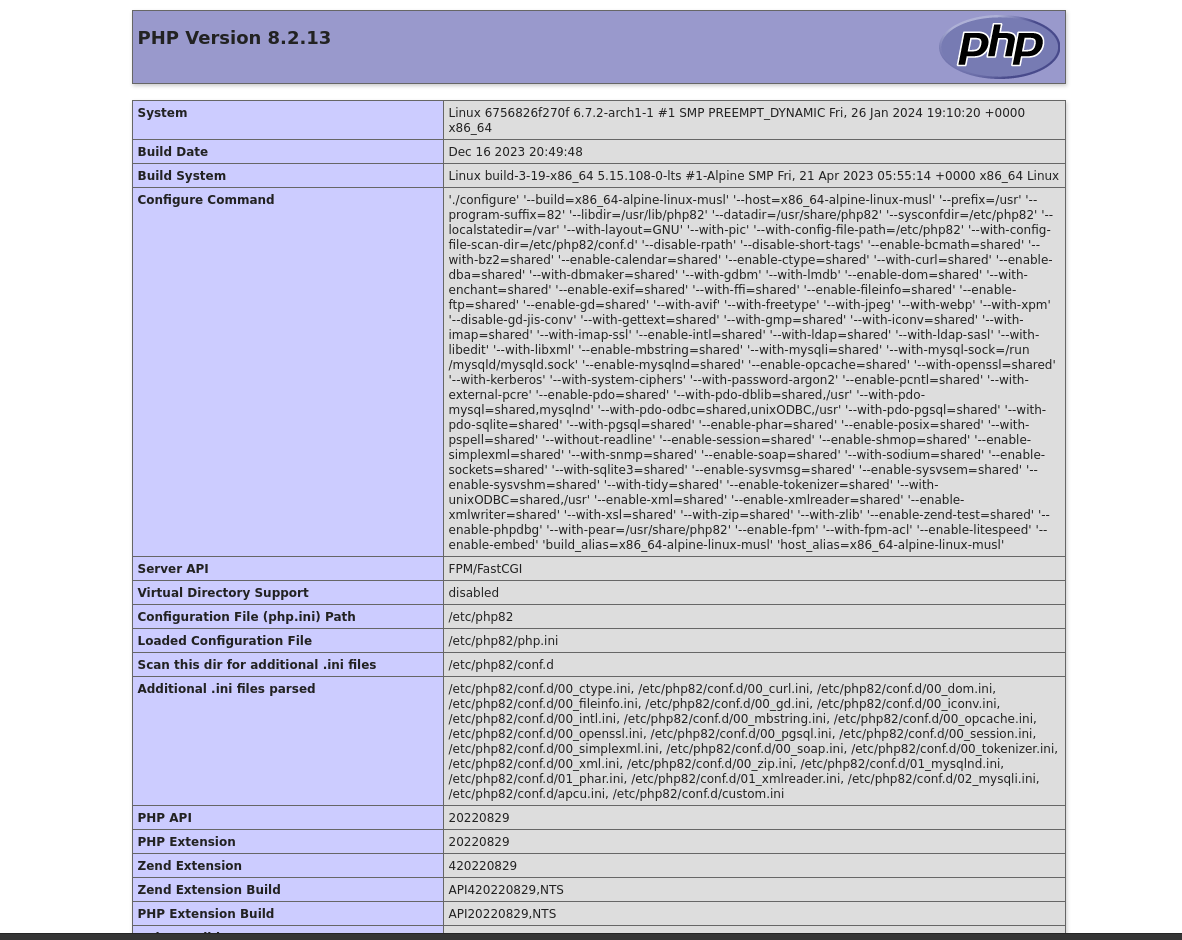 PHP Version 8.2.13
php
System
Linux 6756826f270f 6.7.2-arch1-1 #1 SMP PREEMPT_DYNAMIC Fri, 26 Jan 2024 19:10:20 +0000
x86_64
Build Date
Dec 16 2023 20:49:48
Build System
Linux build-3-19-x86_64 5.15.108-0-lts #1-Alpine SMP Fri, 21 Apr 2023 05:55:14 +0000 x86_64 Linux
Configure Command
'./configure' '--build=x86_64-alpine-linux-musl' '--host=x86_64-alpine-linux-musl' '--prefix=/usr' '--
program-suffix=82' '--libdir=/usr/lib/php82' '--datadir=/usr/share/php82' '--sysconfdir=/etc/php82' '--
localstatedir=/var' '--with-layout=GNU' '--with-pic' '--with-config-file-path=/etc/php82' '--with-config-
file-scan-dir=/etc/php82/conf.d' '--disable-rpath' '--disable-short-tags' '--enable-bcmath=shared' '--
with-bz2=shared' '--enable-calendar=shared' '--enable-ctype=shared' '--with-curl=shared' '--enable-
dba=shared' '--with-dbmaker=shared' '--with-gdbm' '--with-lmdb' '--enable-dom=shared' '--with-
enchant=shared' '--enable-exif=shared' '--with-ffi=shared' '--enable-fileinfo=shared' '--enable-
ftp=shared' '--enable-gd=shared' '--with-avif' '--with-freetype' '--with-jpeg' '--with-webp' '--with-xpm'
'--disable-gd-jis-conv' '--with-gettext=shared' '--with-gmp=shared' '--with-iconv=shared' '--with-
imap=shared' '--with-imap-ssl' '--enable-intl=shared' '--with-ldap=shared' '--with-ldap-sasl' '--with-
libedit' '--with-libxml' '--enable-mbstring=shared' '--with-mysqli=shared' '--with-mysql-sock=/run
/mysqld/mysqld.sock' '--enable-mysqlnd=shared' '--enable-opcache=shared' '--with-openssl=shared'
'--with-kerberos' '--with-system-ciphers' '--with-password-argon2' '--enable-pcntl=shared' '--with-
external-pcre' '--enable-pdo=shared' '--with-pdo-dblib=shared,/usr' '--with-pdo-
mysql=shared,mysqlnd' '--with-pdo-odbc=shared,unixODBC,/usr' '--with-pdo-pgsql=shared' '--with-
pdo-sqlite=shared' '--with-pgsql=shared' '--enable-phar=shared' '--enable-posix=shared' '--with-
pspell=shared' '--without-readline' '--enable-session=shared' '--enable-shmop=shared' '--enable-
simplexml=shared' '--with-snmp=shared' '--enable-soap=shared' '--with-sodium=shared' '--enable-
sockets=shared' '--with-sqlite3=shared' '--enable-sysvmsg=shared' '--enable-sysvsem=shared' '--
enable-sysvshm=shared' '--with-tidy=shared' '--enable-tokenizer=shared' '--with-
unixODBC=shared,/usr' '--enable-xml=shared' '--enable-xmlreader=shared' '--enable-
xmlwriter=shared' '--with-xsl=shared' '--with-zip=shared' '--with-zlib' '--enable-zend-test=shared' '--
enable-phpdbg' '--with-pear=/usr/share/php82' '--enable-fpm' '--with-fpm-acl' '--enable-litespeed' '--
enable-embed' 'build_alias=x86_64-alpine-linux-musl' 'host_alias=x86_64-alpine-linux-musl'
Server API
FPM/FastCGI
Virtual Directory Support
disabled
Configuration File (php.ini) Path
/etc/php82
Loaded Configuration File
/etc/php82/php.ini
Scan this dir for additional .ini files
/etc/php82/conf.d
Additional .ini files parsed
/etc/php82/conf.d/00_ctype.ini, /etc/php82/conf.d/00_curl.ini, /etc/php82/conf.d/00_dom.ini,
/etc/php82/conf.d/00_fileinfo.ini, /etc/php82/conf.d/00_gd.ini, /etc/php82/conf.d/00_iconv.ini,
/etc/php82/conf.d/00_intl.ini, /etc/php82/conf.d/00_mbstring.ini, /etc/php82/conf.d/00_opcache.ini,
/etc/php82/conf.d/00_openssl.ini, /etc/php82/conf.d/00_pgsql.ini, /etc/php82/conf.d/00_session.ini,
/etc/php82/conf.d/00_simplexml.ini, /etc/php82/conf.d/00_soap.ini, /etc/php82/conf.d/00_tokenizer.ini,
/etc/php82/conf.d/00_xml.ini, /etc/php82/conf.d/00_zip.ini, /etc/php82/conf.d/01_mysqlnd.ini,
/etc/php82/conf.d/01_phar.ini, /etc/php82/conf.d/01_xmlreader.ini, /etc/php82/conf.d/02_mysqli.ini,
/etc/php82/conf.d/apcu.ini, /etc/php82/conf.d/custom.ini
PHP API
20220829
PHP Extension
20220829
Zend Extension
420220829
Zend Extension Build
API420220829,NTS
PHP Extension Build
API20220829,NTS